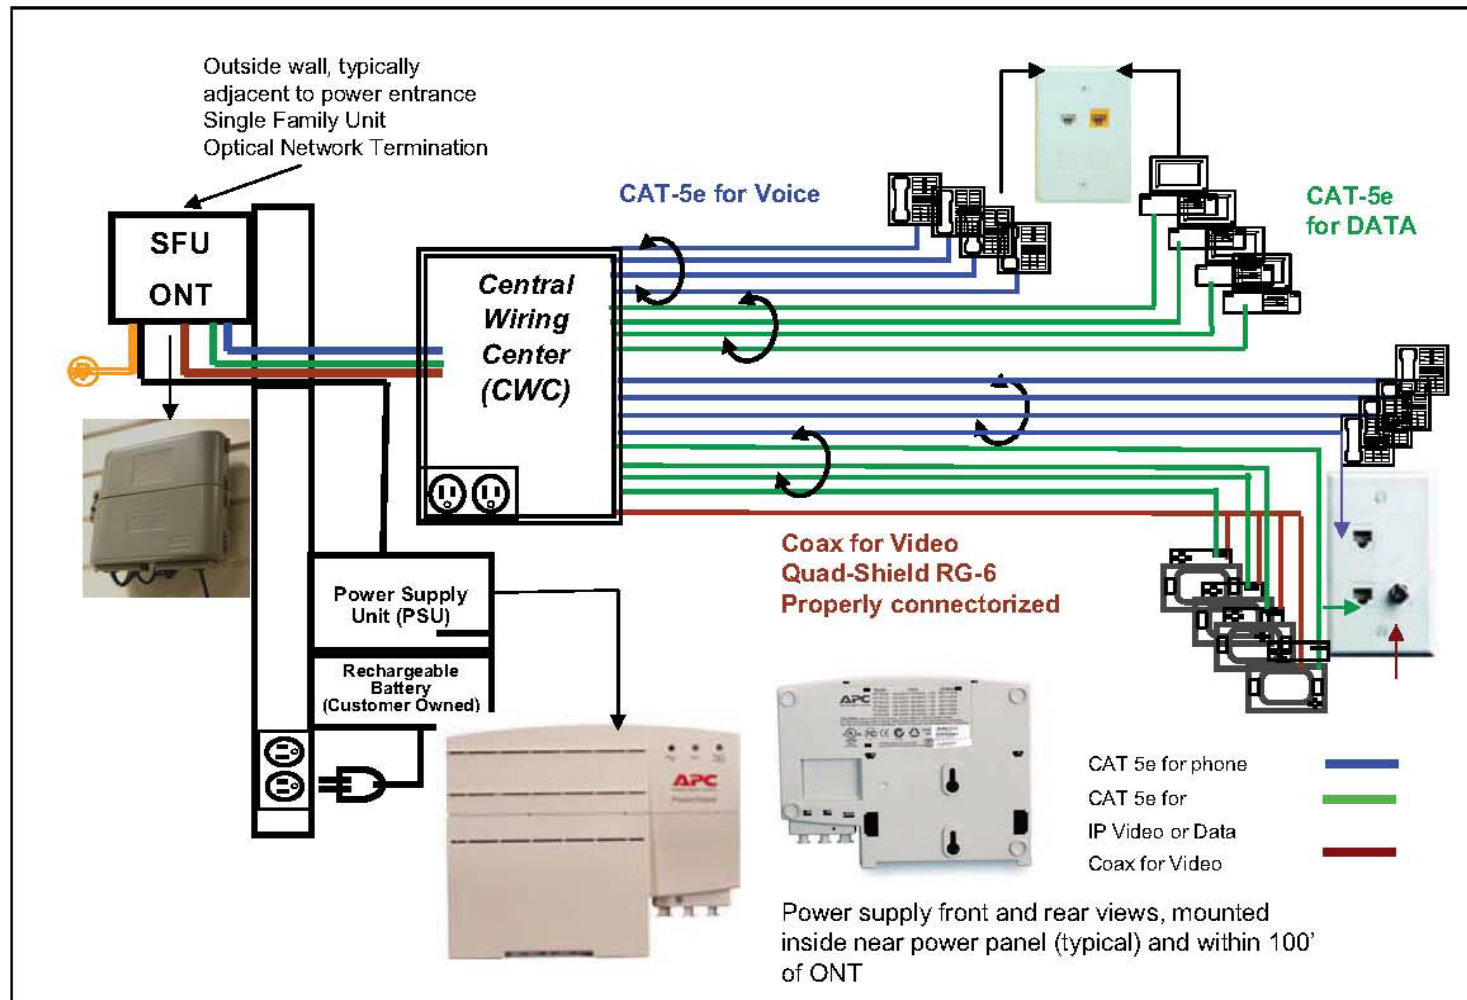 Outside wall, typically
adjacent to power entrance
Single Family Unit
Optical Network Termination
SFU
ONT
CAT-5e for Voice
CAT-5e
for DATA
Central
Wiring
Center
(CWC)
Coax for Video
Quad-Shield RG-6
Properly connectorized
Power Supply
Unit (PSU)
Rechargeable
Battery
(Customer Owned)
APC
APC
CAT 5e for phone
CAT 5e for
IP Video or Data
Coax for Video
Power supply front and rear views, mounted
inside near power panel (typical) and within 100’
of ONT